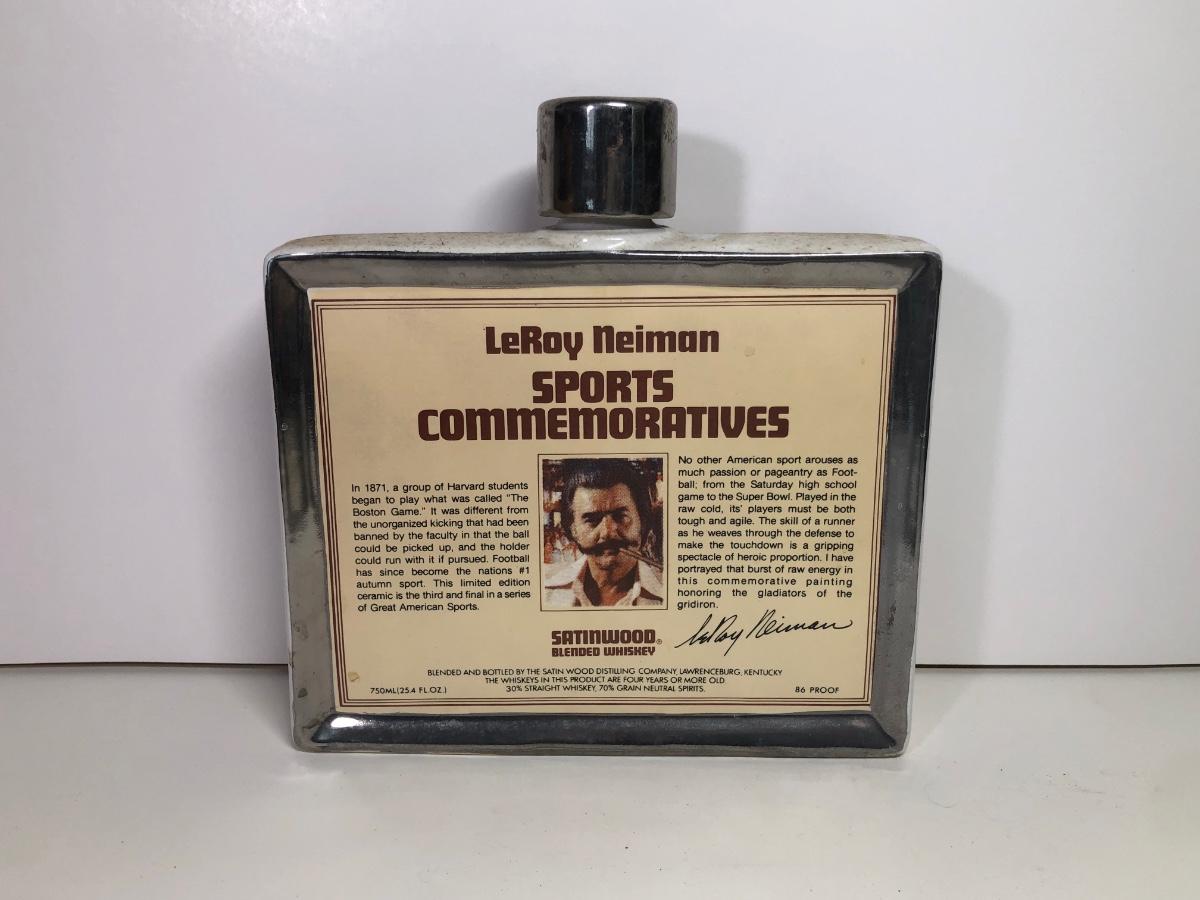 LeRoy Neiman
SPORTS
COMMEMORATIVES
In 1871, a group of Harvard students
began to play what was called "The
Boston Game." It was different from
the unorganized kicking that had been
banned by the faculty in that the ball
could be picked up, and the holder
could run with it if pursued. Football
has since become the nations #1
autumn sport. This limited edition
ceramic is the third and final in a series
of Great American Sports.
No other American sport arouses as
much passion or pageantry as Foot-
ball; from the Saturday high school
game to the Super Bowl. Played in the
raw cold, its' players must be both
tough and agile. The skill of a runner
as he weaves through the defense to
make the touchdown is a gripping
spectacle of heroic proportion. I have
portrayed that burst of raw energy in
this commemorative painting
honoring the gladiators of the
gridiron.
LeRoy Neiman
SATINWOOD®
BLENDED WHISKEY
BLENDED AND BOTTLED BY THE SATIN WOOD DISTILLING COMPANY, LAWRENCEBURG, KENTUCKY
THE WHISKEYS IN THIS PRODUCT ARE FOUR YEARS OR MORE OLD
750ML(25.4 FL.OZ.) 30% STRAIGHT WHISKEY, 70% GRAIN NEUTRAL SPIRITS. 86 PROOF